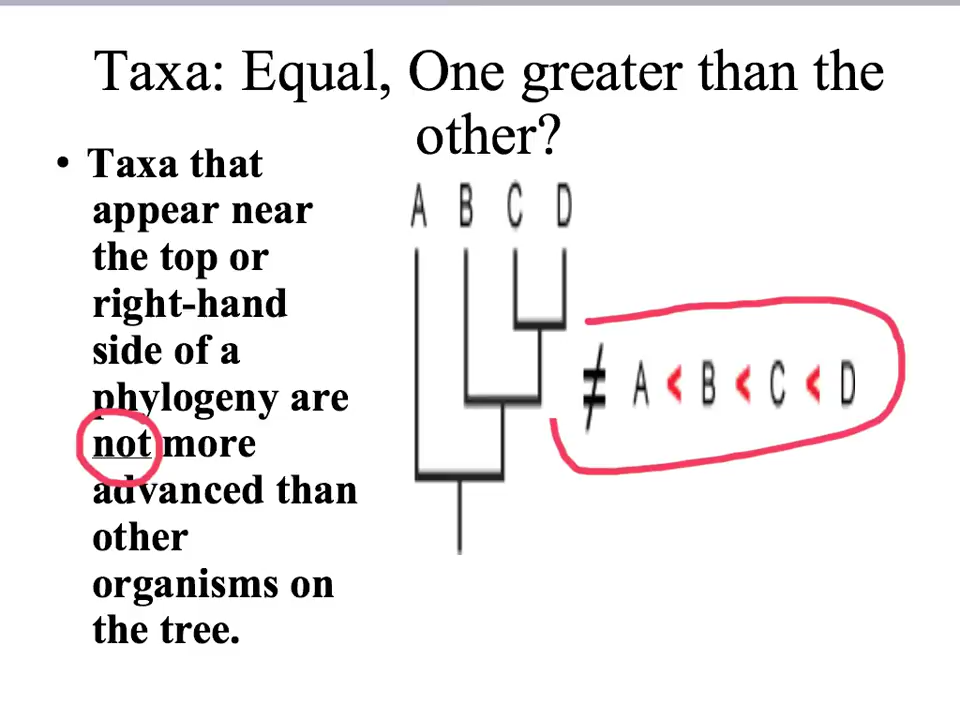 Taxa: Equal, One greater than the
other?
• Taxa that
appear near
the top or
right-hand
side of a
phylogeny are
not more
advanced than
other
organisms on
the tree.
A B C D
≠ A < B < C < D